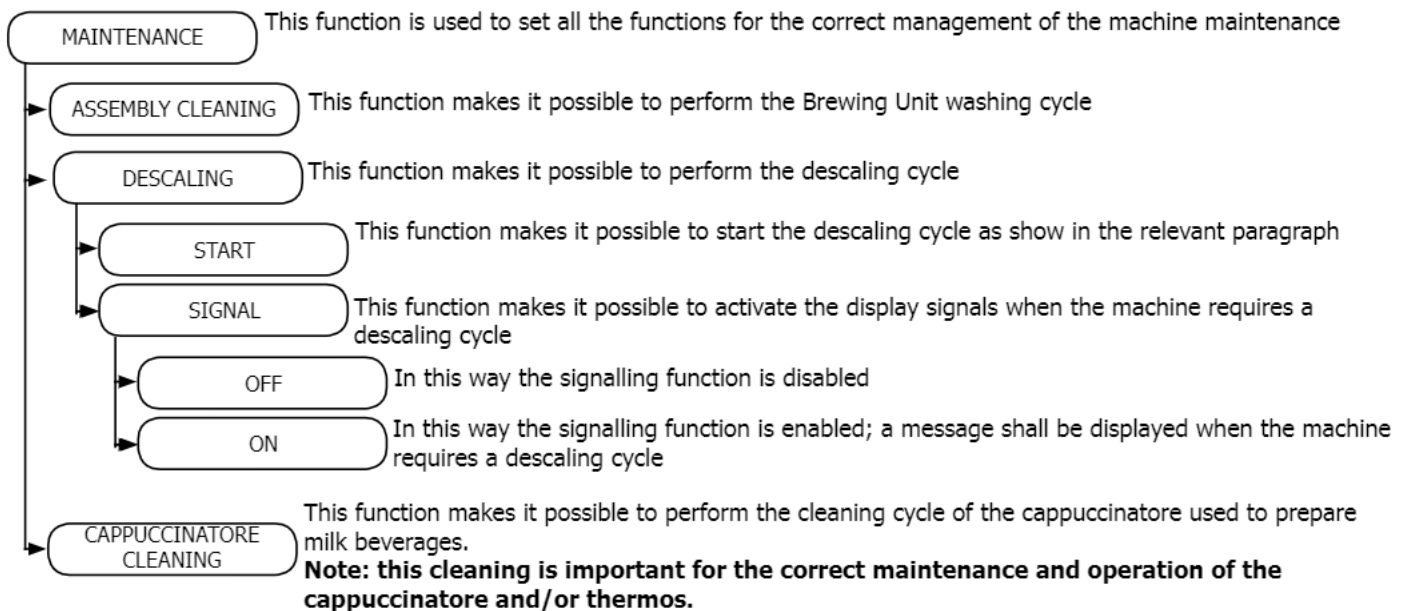 MAINTENANCE
This function is used to set all the functions for the correct management of the machine maintenance
ASSEMBLY CLEANING
This function makes it possible to perform the Brewing Unit washing cycle
DESCALING
This function makes it possible to perform the descaling cycle
START
This function makes it possible to start the descaling cycle as show in the relevant paragraph
SIGNAL
This function makes it possible to activate the display signals when the machine requires a
descaling cycle
OFF
In this way the signalling function is disabled
ON
In this way the signalling function is enabled; a message shall be displayed when the machine
requires a descaling cycle
CAPPUCCINATORE
CLEANING
This function makes it possible to perform the cleaning cycle of the cappuccinatore used to prepare
milk beverages.
Note: this cleaning is important for the correct maintenance and operation of the
cappuccinatore and/or thermos.